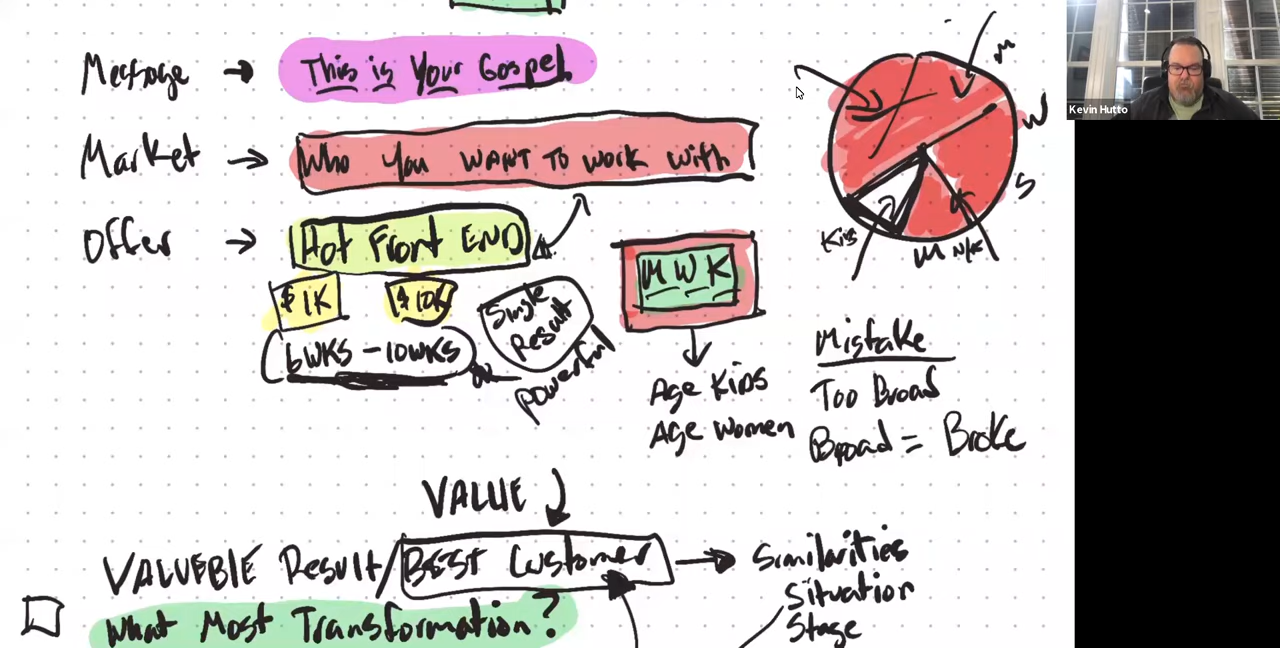 Message → This is Your Gospel
Market → Who You WANT TO WORK With
Offer → Hot Front END
$1K $10K
6WKS - 10WKS
Single Result
Powerful
MWK
Age Kids
Age Women
M
W
S
M W/K
Mistake
Too Broad
Broad = Broke
VALUE
VALUEBLE Result/BEST Customer → Similarities
Situation
Stage
What Most Transformation?
Kevin Hutto